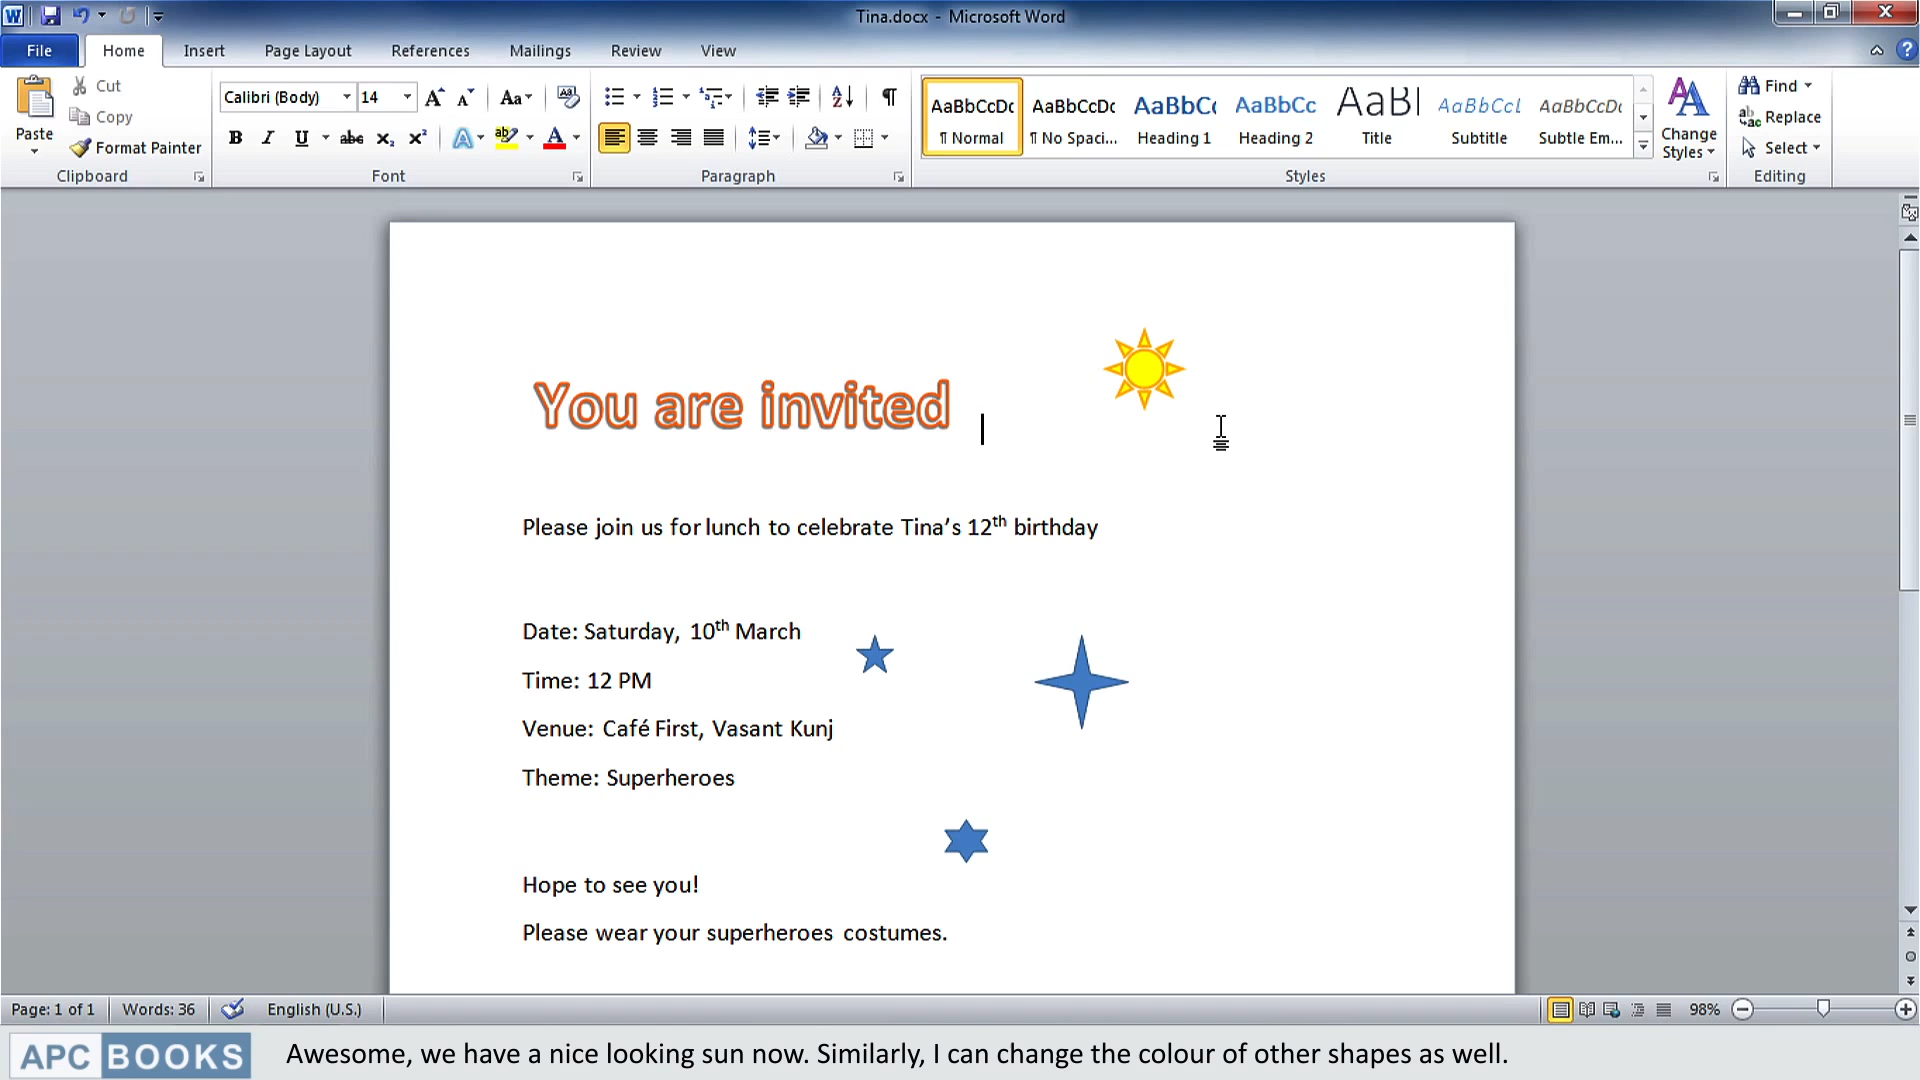 Tina.docx - Microsoft Word
File Home Insert Page Layout References Mailings Review View
Paste
Cut
Copy
Format Painter
Clipboard
Calibri (Body) 14
Font
Paragraph
AaBbCcDc AaBbCcDc AaBbC AaBbCc AaBl AaBbCcL AaBbCcDc
¶ Normal ¶ No Spaci... Heading 1 Heading 2 Title Subtitle Subtle Em...
Styles
Change Styles
Find
Replace
Select
Editing
You are invited
Please join us for lunch to celebrate Tina’s 12th birthday
Date: Saturday, 10th March
Time: 12 PM
Venue: Café First, Vasant Kunj
Theme: Superheroes
Hope to see you!
Please wear your superheroes costumes.
Page: 1 of 1 Words: 36 English (U.S.) 98%
APC BOOKS
Awesome, we have a nice looking sun now. Similarly, I can change the colour of other shapes as well.